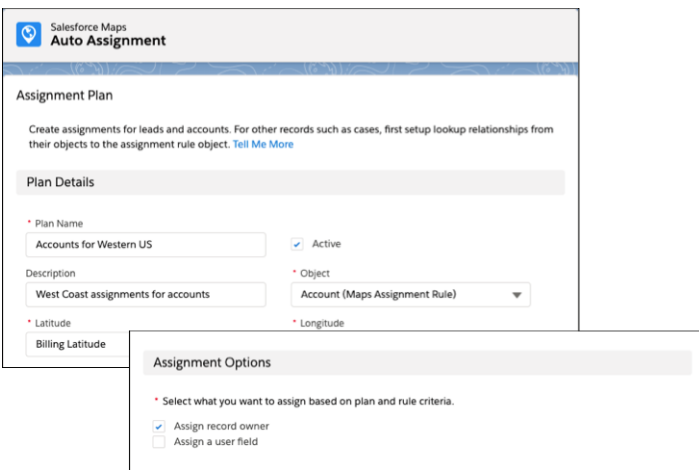 Salesforce Maps
Auto Assignment
Assignment Plan
Create assignments for leads and accounts. For other records such as cases, first setup lookup relationships from
their objects to the assignment rule object. Tell Me More
Plan Details
* Plan Name
Accounts for Western US
Active
Description
* Object
West Coast assignments for accounts
Account (Maps Assignment Rule)
* Latitude
* Longitude
Billing Latitude
Assignment Options
* Select what you want to assign based on plan and rule criteria.
Assign record owner
Assign a user field